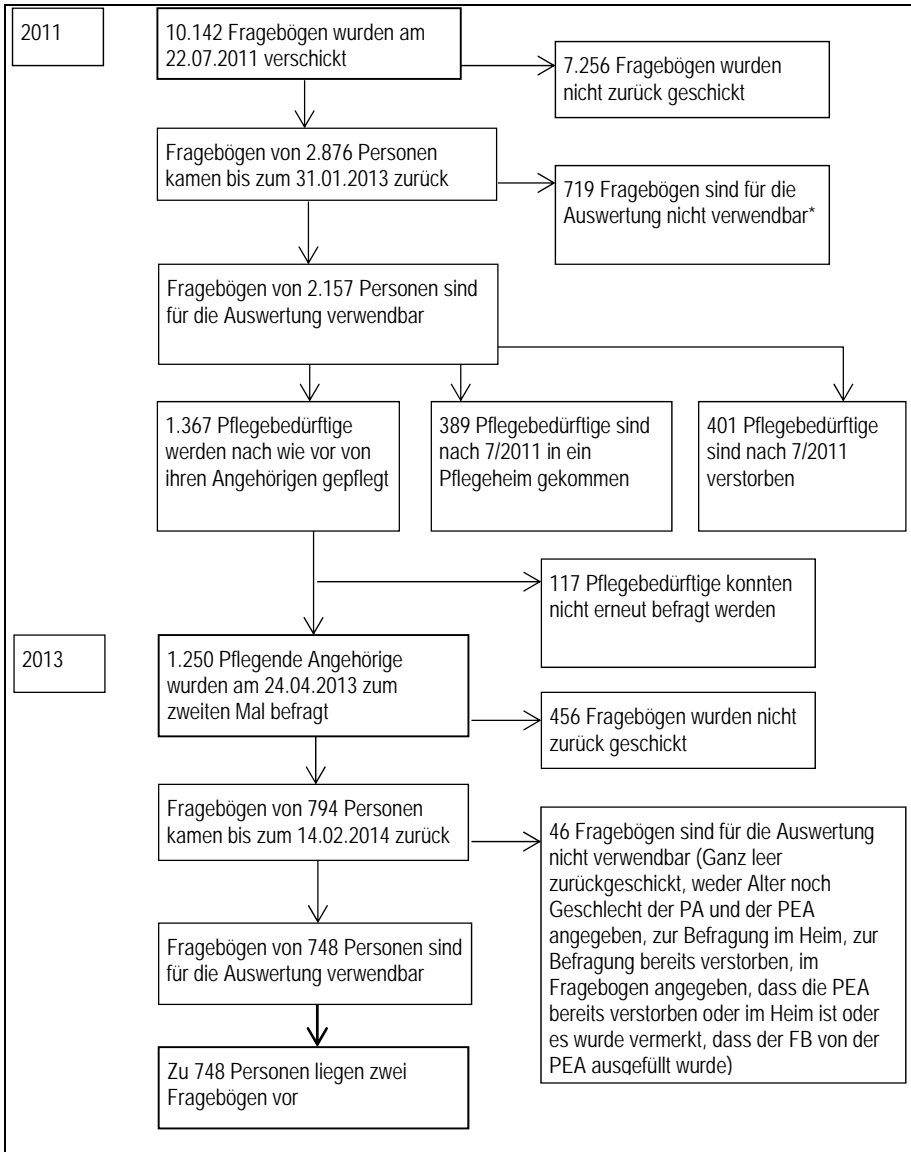 2011
10.142 Fragebögen wurden am
22.07.2011 verschickt
7.256 Fragebögen wurden
nicht zurück geschickt
Fragebögen von 2.876 Personen
kamen bis zum 31.01.2013 zurück
719 Fragebögen sind für die
Auswertung nicht verwendbar*
Fragebögen von 2.157 Personen sind
für die Auswertung verwendbar
1.367 Pflegebedürftige
werden nach wie vor von
ihren Angehörigen gepflegt
389 Pflegebedürftige sind
nach 7/2011 in ein
Pflegeheim gekommen
401 Pflegebedürftige
sind nach 7/2011
verstorben
117 Pflegebedürftige konnten
nicht erneut befragt werden
2013
1.250 Pflegende Angehörige
wurden am 24.04.2013 zum
zweiten Mal befragt
456 Fragebögen wurden nicht
zurück geschickt
Fragebögen von 794 Personen
kamen bis zum 14.02.2014 zurück
46 Fragebögen sind für die Auswertung
nicht verwendbar (Ganz leer
zurückgeschickt, weder Alter noch
Geschlecht der PA und der PEA
angegeben, zur Befragung im Heim, zur
Befragung bereits verstorben, im
Fragebogen angegeben, dass die PEA
bereits verstorben oder im Heim ist oder
es wurde vermerkt, dass der FB von der
PEA ausgefüllt wurde)
Fragebögen von 748 Personen sind
für die Auswertung verwendbar
Zu 748 Personen liegen zwei
Fragebögen vor